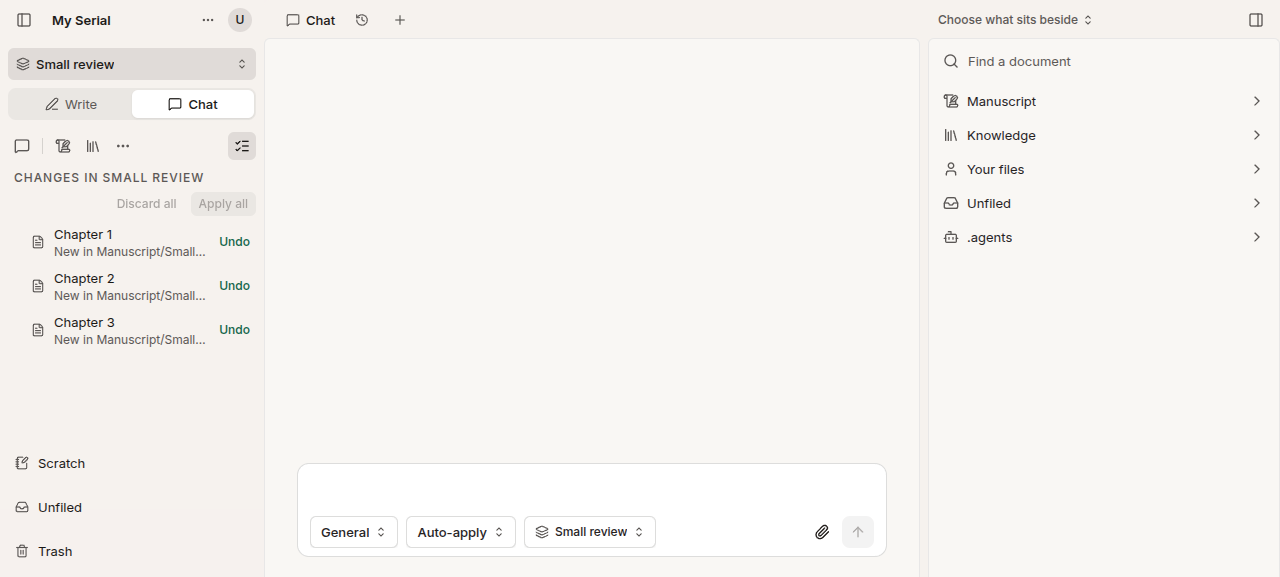 My Serial
U
Small review
Write
Chat
CHANGES IN SMALL REVIEW
Discard all
Apply all
Chapter 1
New in Manuscript/Small...
Undo
Chapter 2
New in Manuscript/Small...
Undo
Chapter 3
New in Manuscript/Small...
Undo
Scratch
Unfiled
Trash
Chat
General
Auto-apply
Small review
Choose what sits beside
Find a document
Manuscript
Knowledge
Your files
Unfiled
.agents